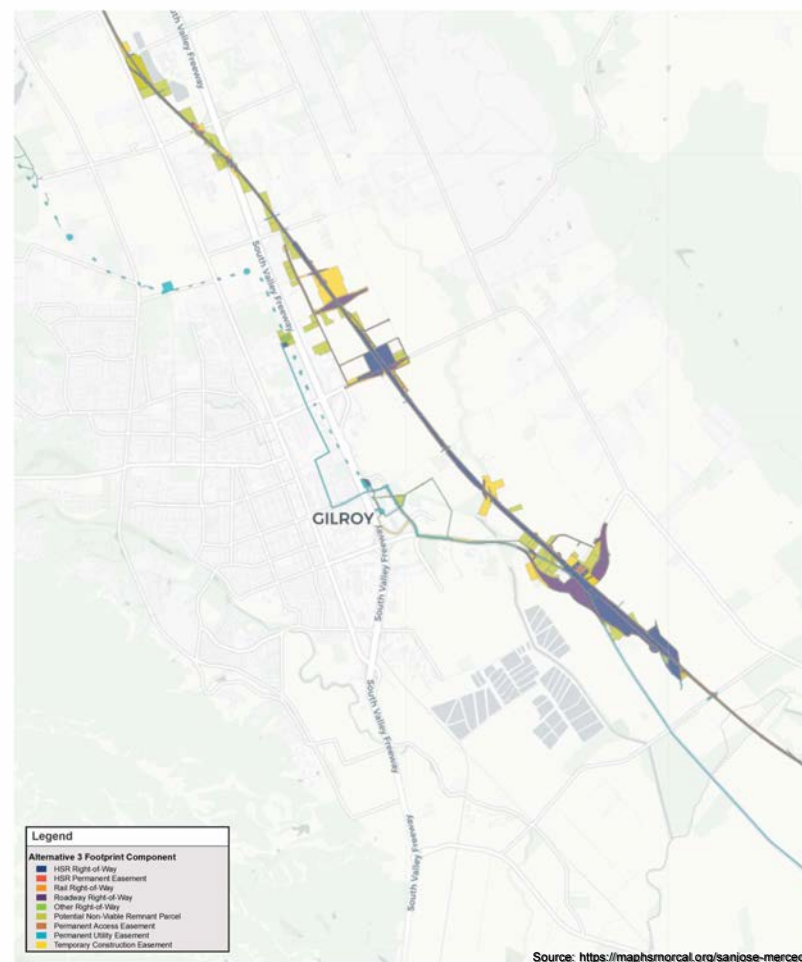 South Valley Freeway
South Valley Freeway
GILROY
South Valley Freeway
South Valley Freeway
South Valley Freeway
Legend
Alternative 3 Footprint Component
HSR Right-of-Way
HSR Permanent Easement
Rail Right-of-Way
Roadway Right-of-Way
Other Right-of-Way
Potential Non-Viable Remnant Parcel
Permanent Access Easement
Permanent Utility Easement
Temporary Construction Easement
Source: https://maphsrnorcal.org/sanjose-merced